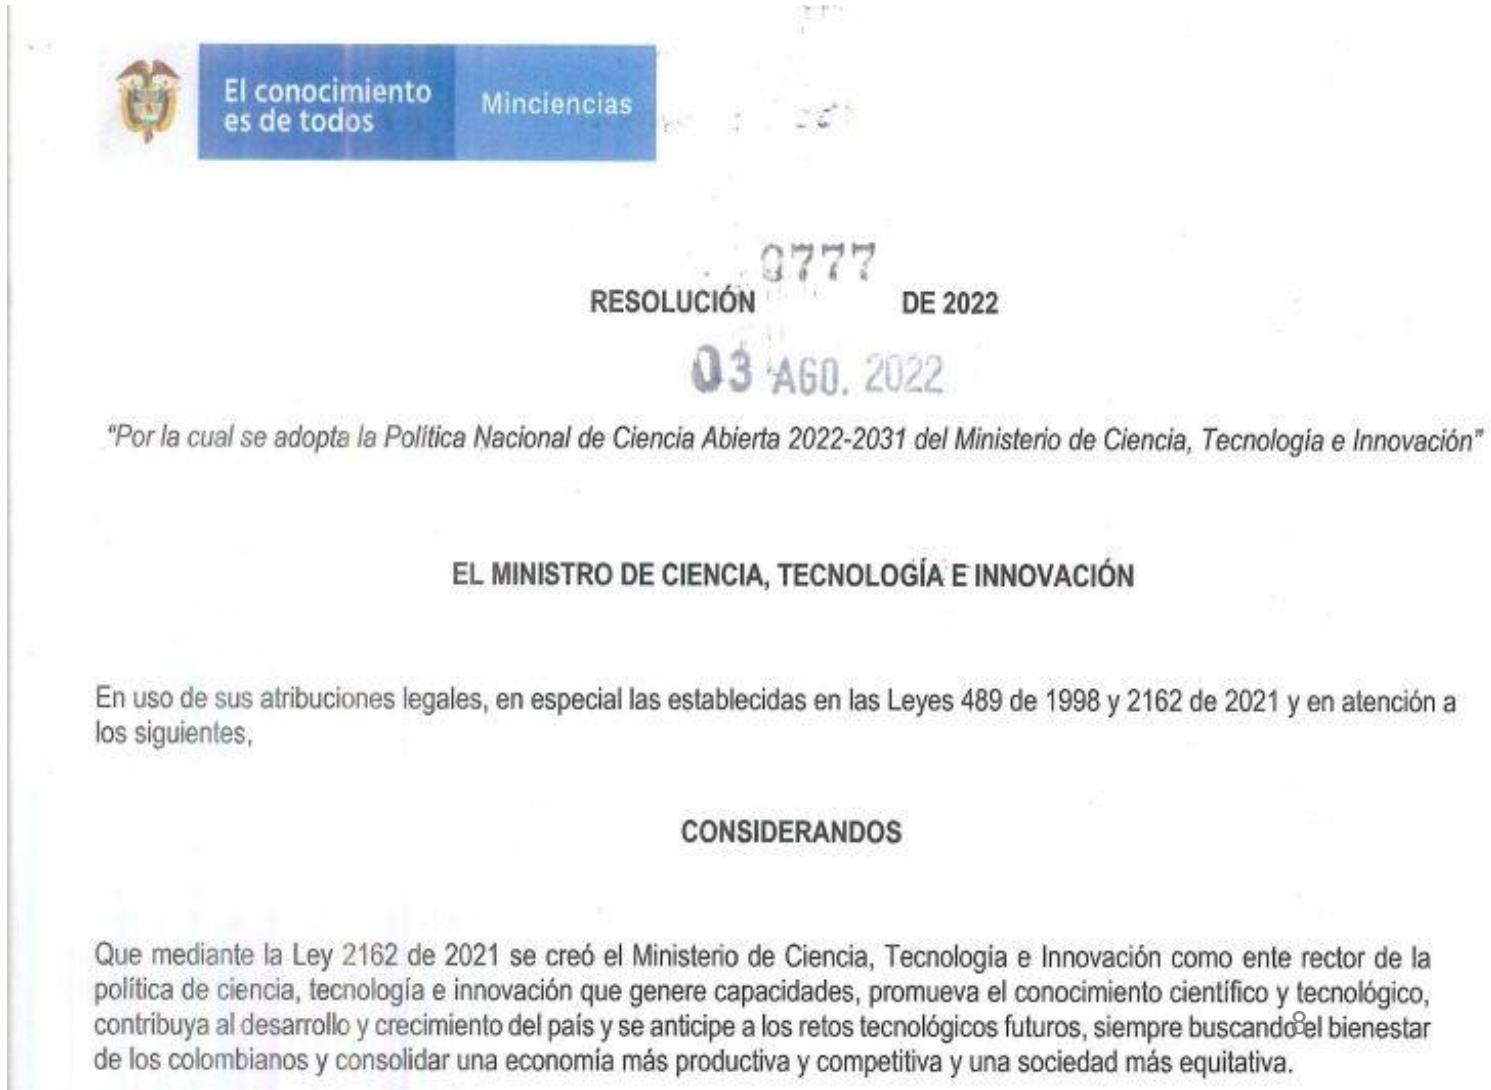 El conocimiento
es de todos
Minciencias
0777
RESOLUCIÓN DE 2022
03 AGO. 2022
"Por la cual se adopta la Política Nacional de Ciencia Abierta 2022-2031 del Ministerio de Ciencia, Tecnología e Innovación"
EL MINISTRO DE CIENCIA, TECNOLOGÍA E INNOVACIÓN
En uso de sus atribuciones legales, en especial las establecidas en las Leyes 489 de 1998 y 2162 de 2021 y en atención a
los siguientes,
CONSIDERANDOS
Que mediante la Ley 2162 de 2021 se creó el Ministerio de Ciencia, Tecnología e Innovación como ente rector de la
política de ciencia, tecnología e innovación que genere capacidades, promueva el conocimiento científico y tecnológico,
contribuya al desarrollo y crecimiento del país y se anticipe a los retos tecnológicos futuros, siempre buscando el bienestar
8
de los colombianos y consolidar una economía más productiva y competitiva y una sociedad más equitativa.